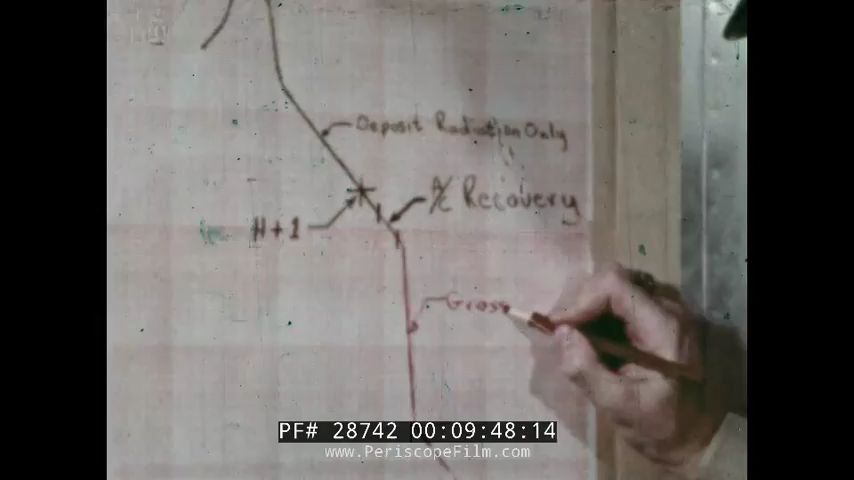 Deposit Radiation Only
A/C Recovery
H+1
Gross
PF# 28742 00:09:48:14
www.PeriscopeFilm.com